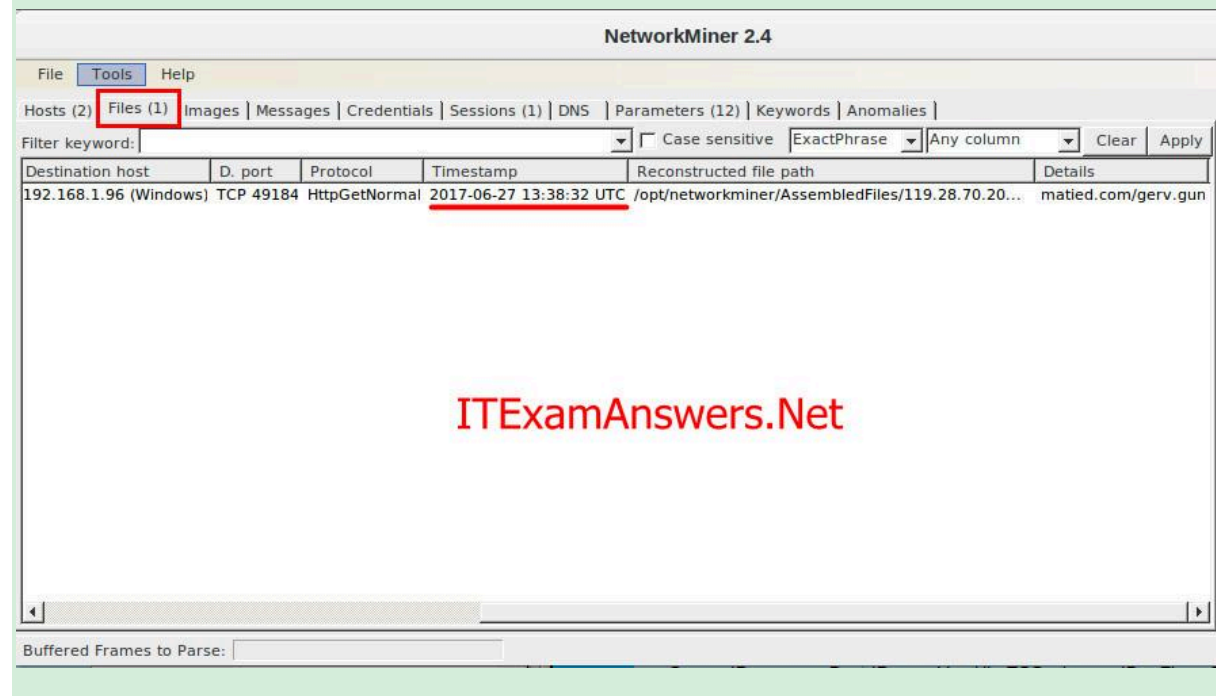 NetworkMiner 2.4
File Tools Help
Hosts (2) Files (1) Images Messages Credentials Sessions (1) DNS Parameters (12) Keywords Anomalies
Filter keyword: Case sensitive ExactPhrase Any column Clear Apply
Destination host D. port Protocol Timestamp Reconstructed file path Details
192.168.1.96 (Windows) TCP 49184 HttpGetNormal 2017-06-27 13:38:32 UTC /opt/networkminer/AssembledFiles/119.28.70.20... matied.com/gerv.gun
ITExamAnswers.Net
Buffered Frames to Parse: